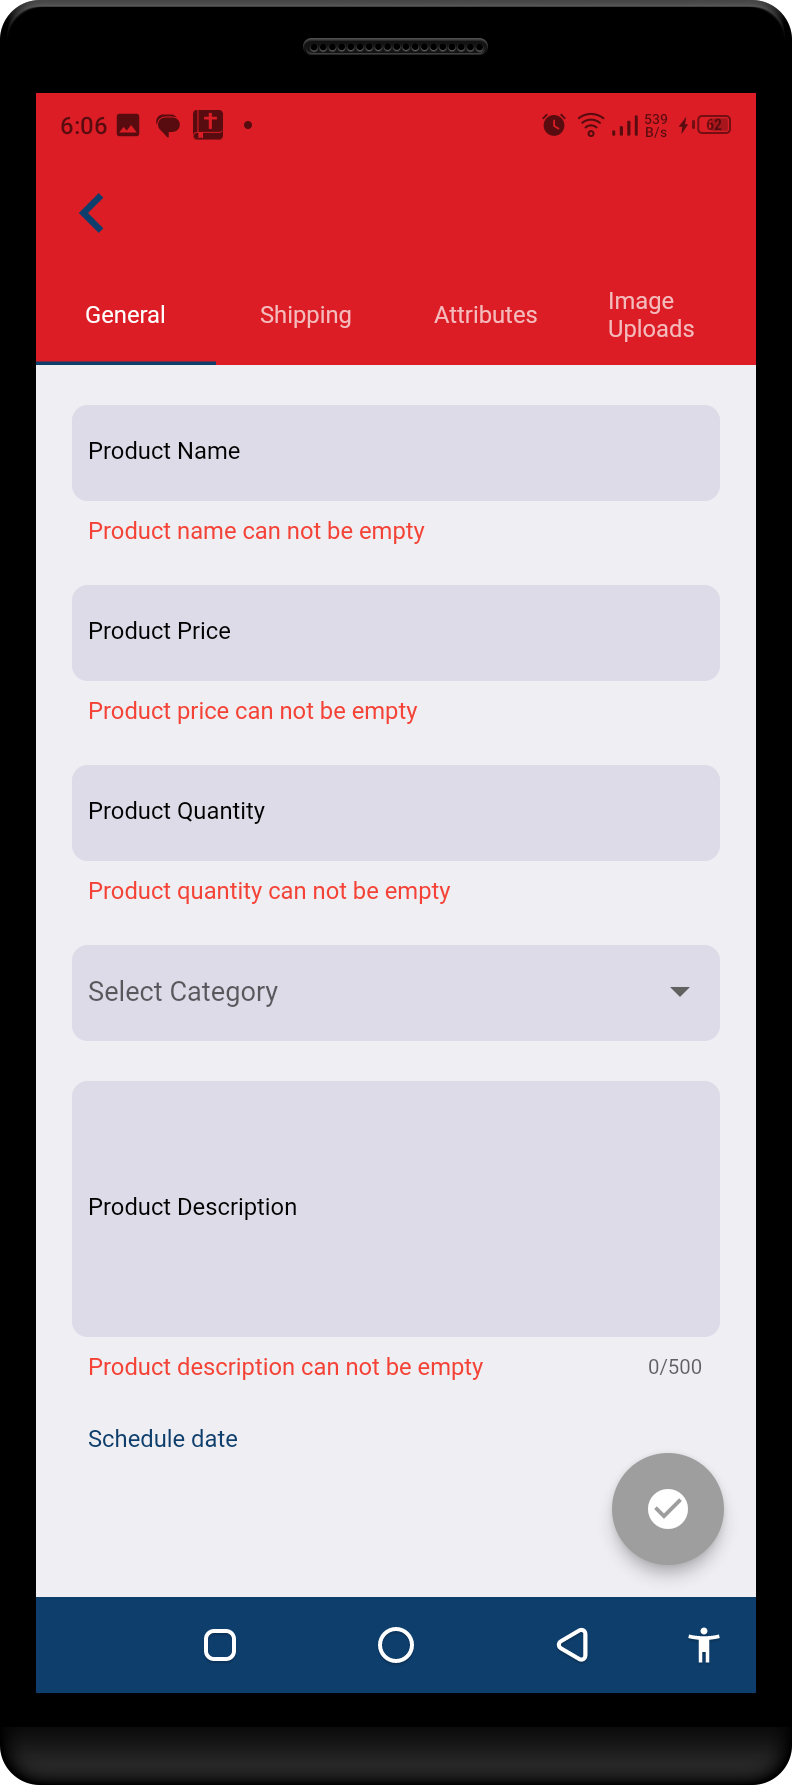 6:06
539
B/s
62
General
Shipping
Attributes
Image
Uploads
Product Name
Product name can not be empty
Product Price
Product price can not be empty
Product Quantity
Product quantity can not be empty
Select Category
Product Description
Product description can not be empty
0/500
Schedule date